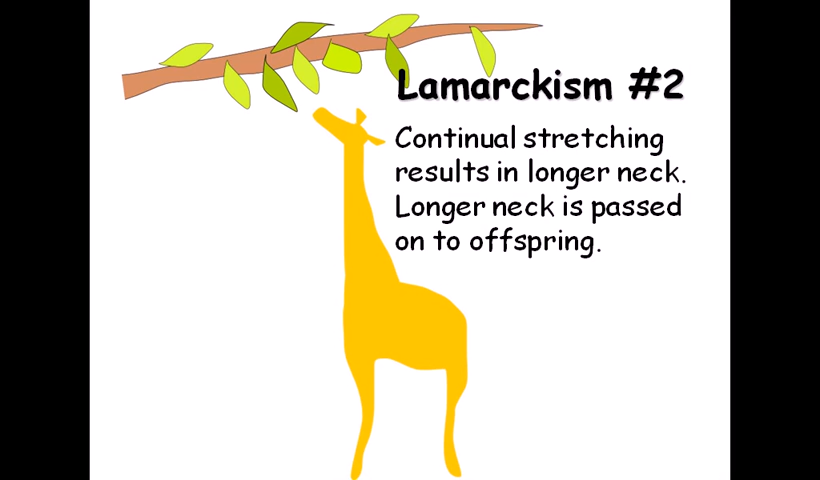 Lamarckism #2
Continual stretching
results in longer neck.
Longer neck is passed
on to offspring.